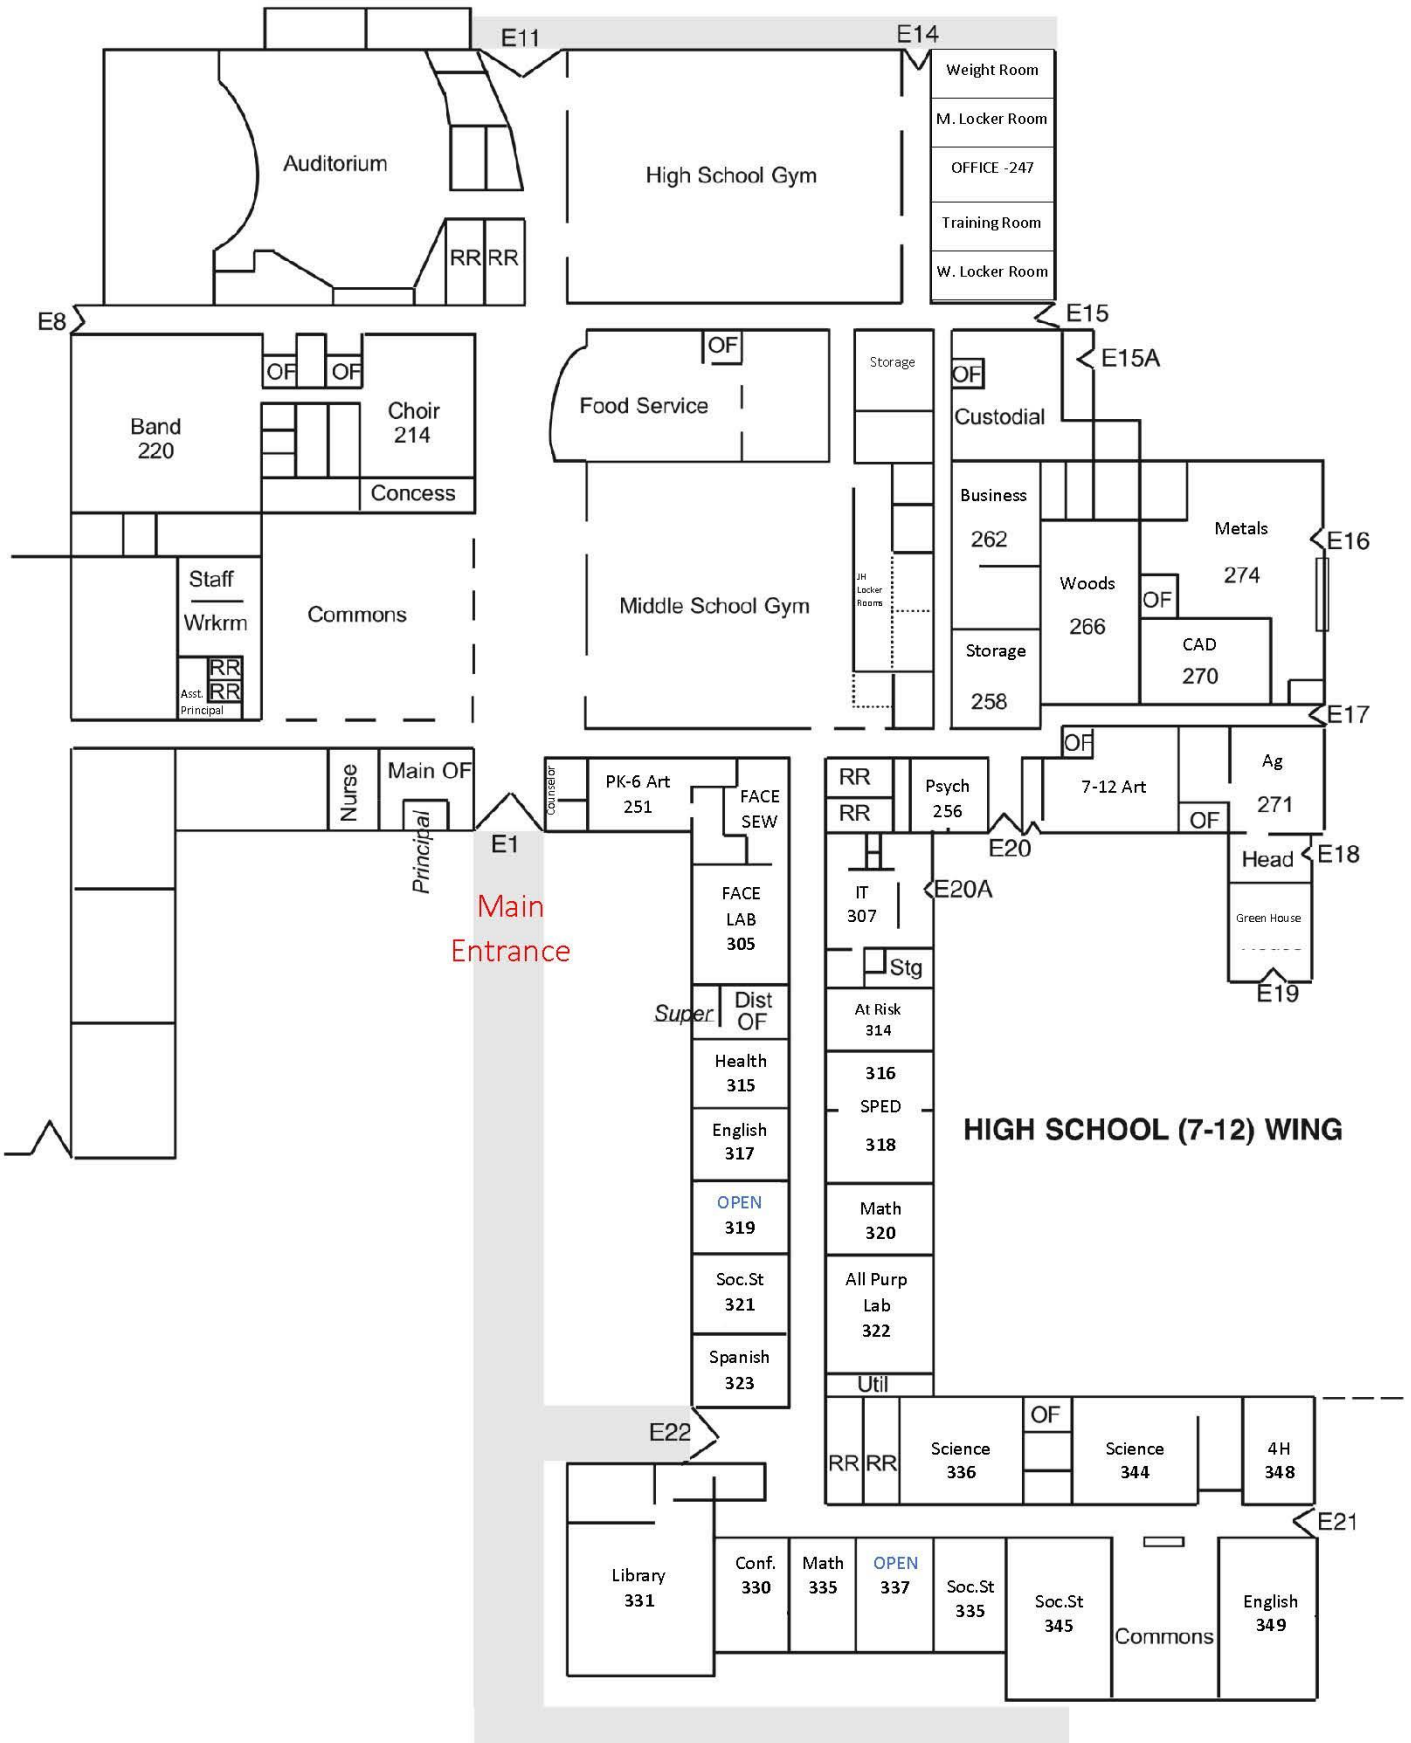 E11
E14
Weight Room
M. Locker Room
OFFICE -247
Training Room
W. Locker Room
Auditorium
High School Gym
RR
RR
E8
E15
E15A
OF
OF
OF
Storage
OF
Food Service
Custodial
Band
220
Choir
214
Concess
Business
262
Metals
274
E16
Staff
Wrkrm
Commons
Middle School Gym
JH
Locker
Rooms
Woods
266
OF
CAD
270
Storage
258
RR
RR
Asst.
Principal
E17
Nurse
Main OF
Principal
E1
Main
Entrance
Counselor
PK-6 Art
251
FACE
SEW
RR
RR
Psych
256
OF
7-12 Art
OF
Ag
271
E20
E20A
Head
E18
Green House
E19
FACE
LAB
305
IT
307
Stg
Super
Dist
OF
At Risk
314
Health
315
316
SPED
318
HIGH SCHOOL (7-12) WING
English
317
OPEN
319
Math
320
Soc.St
321
All Purp
Lab
322
Spanish
323
Util
E22
RR
RR
Science
336
OF
Science
344
4H
348
E21
Library
331
Conf.
330
Math
335
OPEN
337
Soc.St
335
Soc.St
345
Commons
English
349